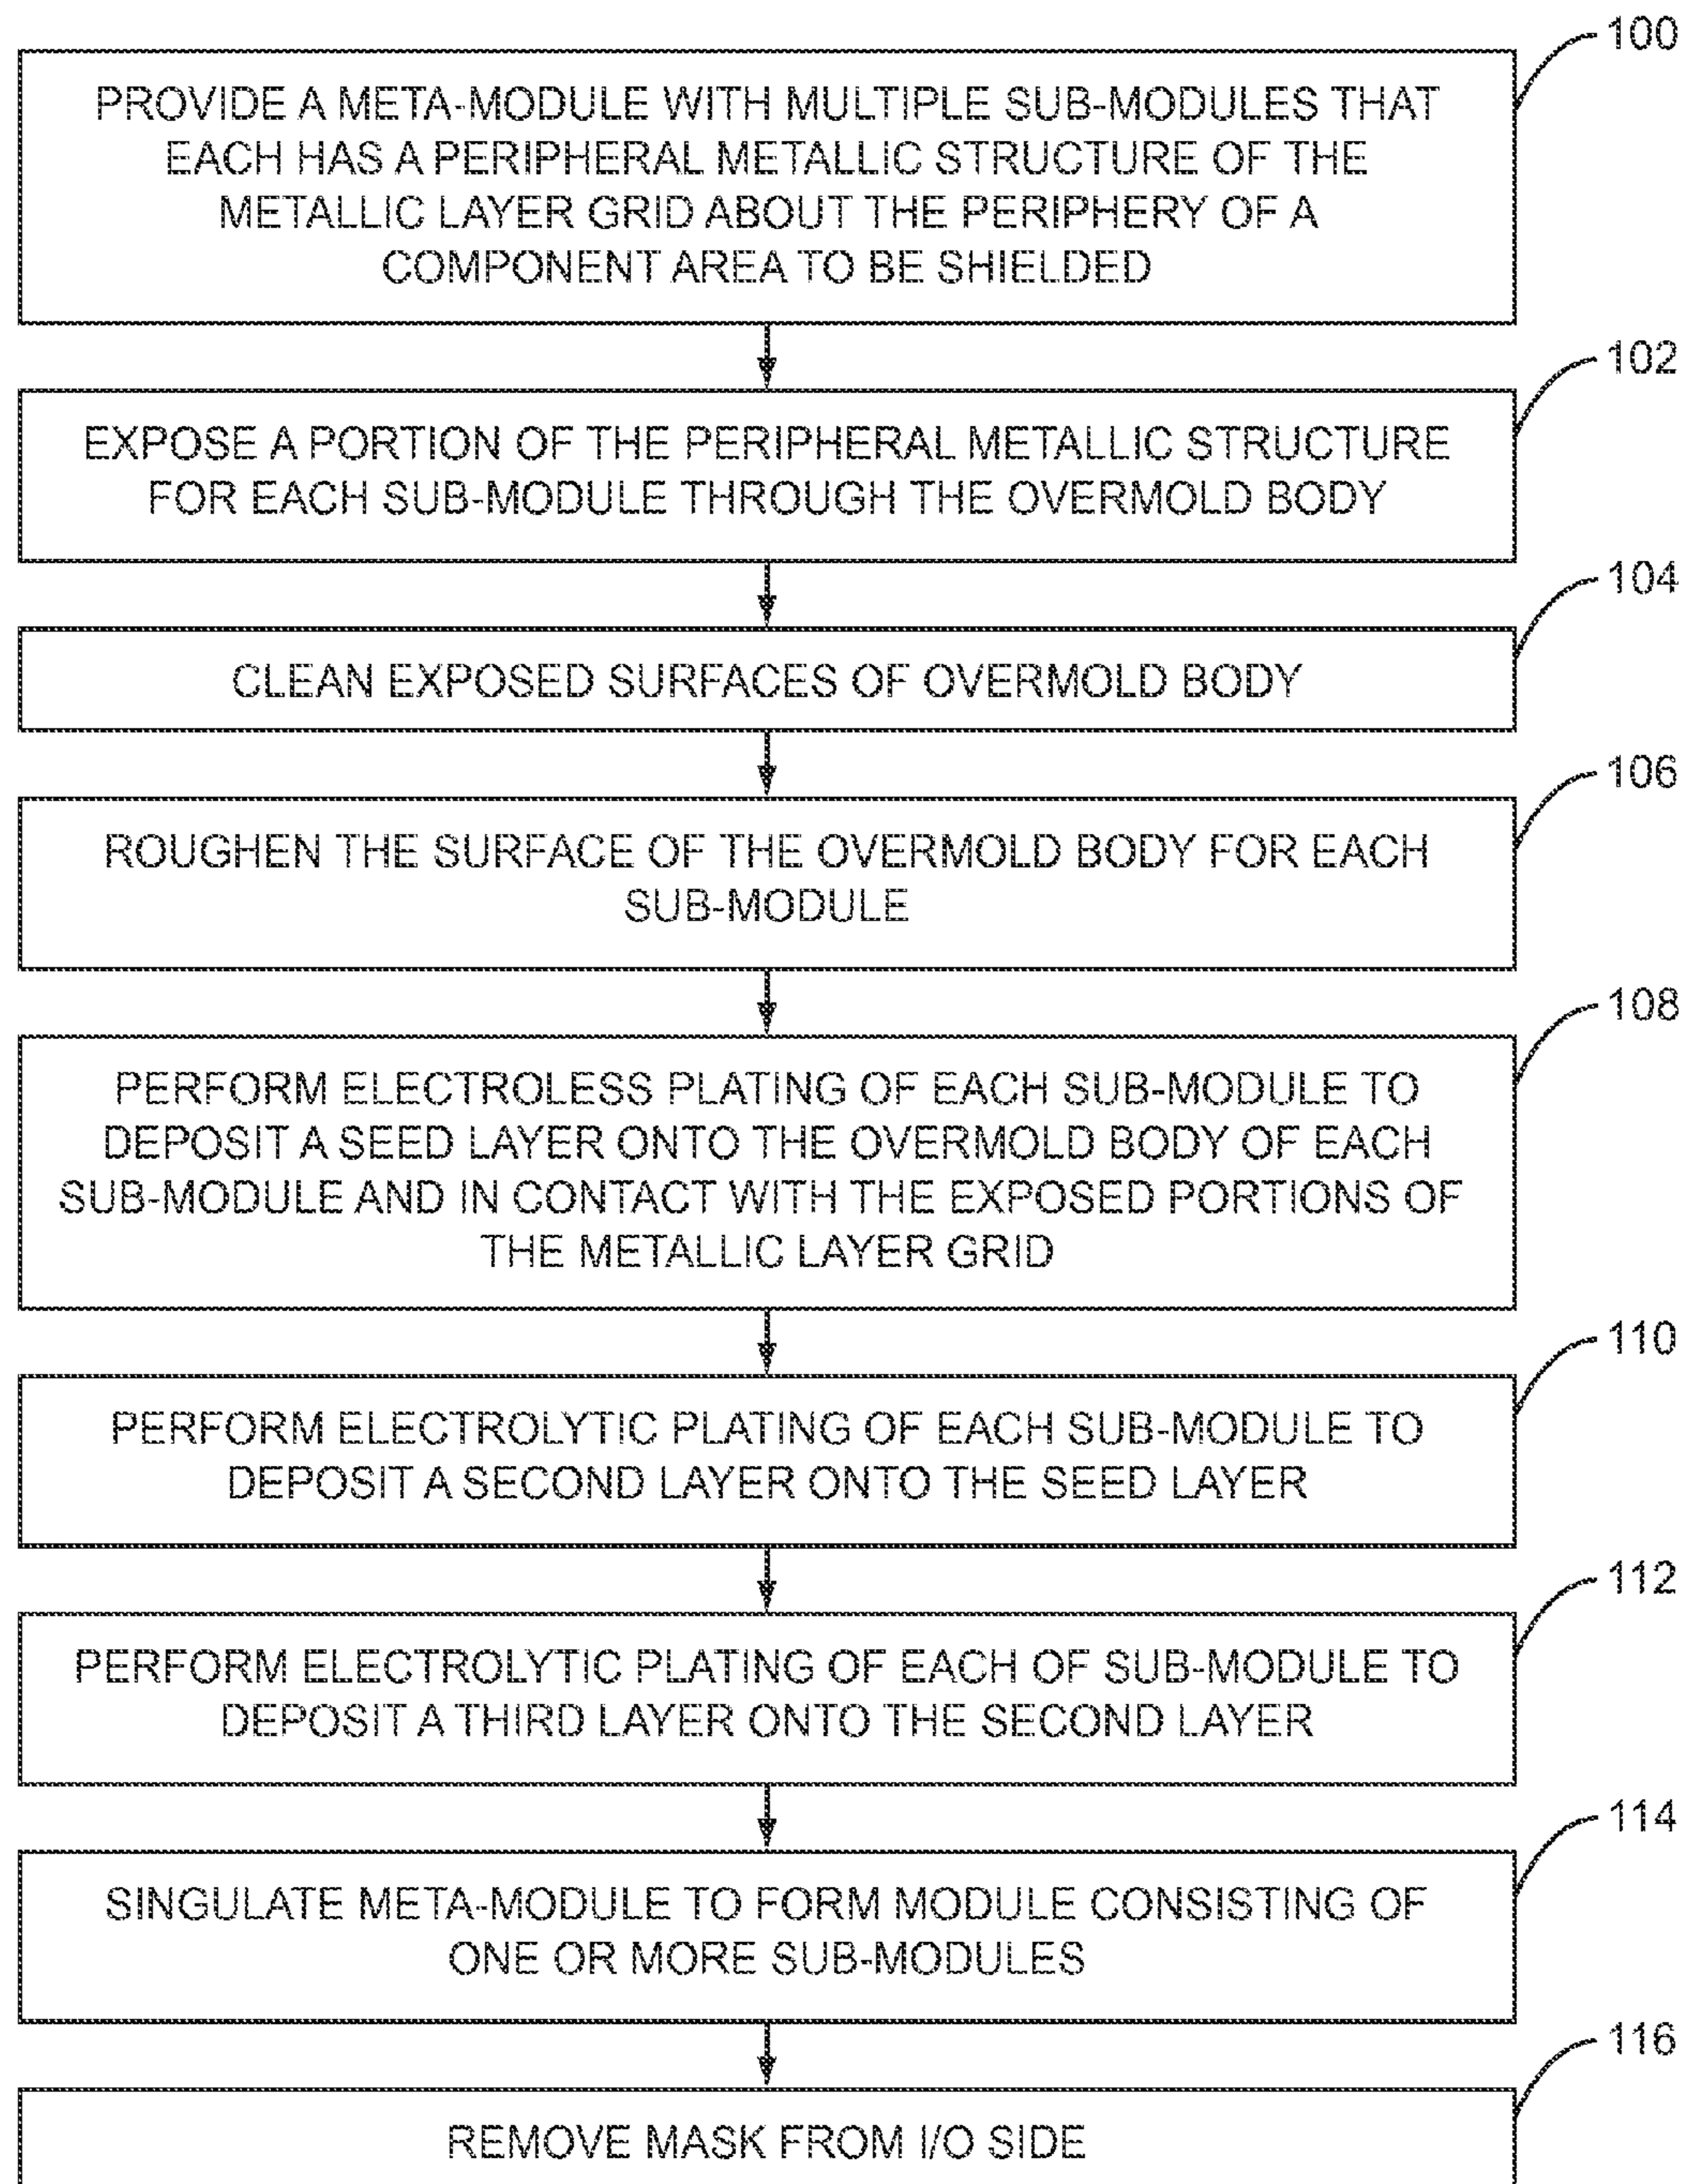 100
PROVIDE A META-MODULE WITH MULTIPLE SUB-MODULES THAT
EACH HAS A PERIPHERAL METALLIC STRUCTURE OF THE
METALLIC LAYER GRID ABOUT THE PERIPHERY OF A
COMPONENT AREA TO BE SHIELDED
102
EXPOSE A PORTION OF THE PERIPHERAL METALLIC STRUCTURE
FOR EACH SUB-MODULE THROUGH THE OVERMOLD BODY
104
CLEAN EXPOSED SURFACES OF OVERMOLD BODY
106
ROUGHEN THE SURFACE OF THE OVERMOLD BODY FOR EACH
SUB-MODULE
108
PERFORM ELECTROLESS PLATING OF EACH SUB-MODULE TO
DEPOSIT A SEED LAYER ONTO THE OVERMOLD BODY OF EACH
SUB-MODULE AND IN CONTACT WITH THE EXPOSED PORTIONS OF
THE METALLIC LAYER GRID
110
PERFORM ELECTROLYTIC PLATING OF EACH SUB-MODULE TO
DEPOSIT A SECOND LAYER ONTO THE SEED LAYER
112
PERFORM ELECTROLYTIC PLATING OF EACH OF SUB-MODULE TO
DEPOSIT A THIRD LAYER ONTO THE SECOND LAYER
114
SINGULATE META-MODULE TO FORM MODULE CONSISTING OF
ONE OR MORE SUB-MODULES
116
REMOVE MASK FROM I/O SIDE